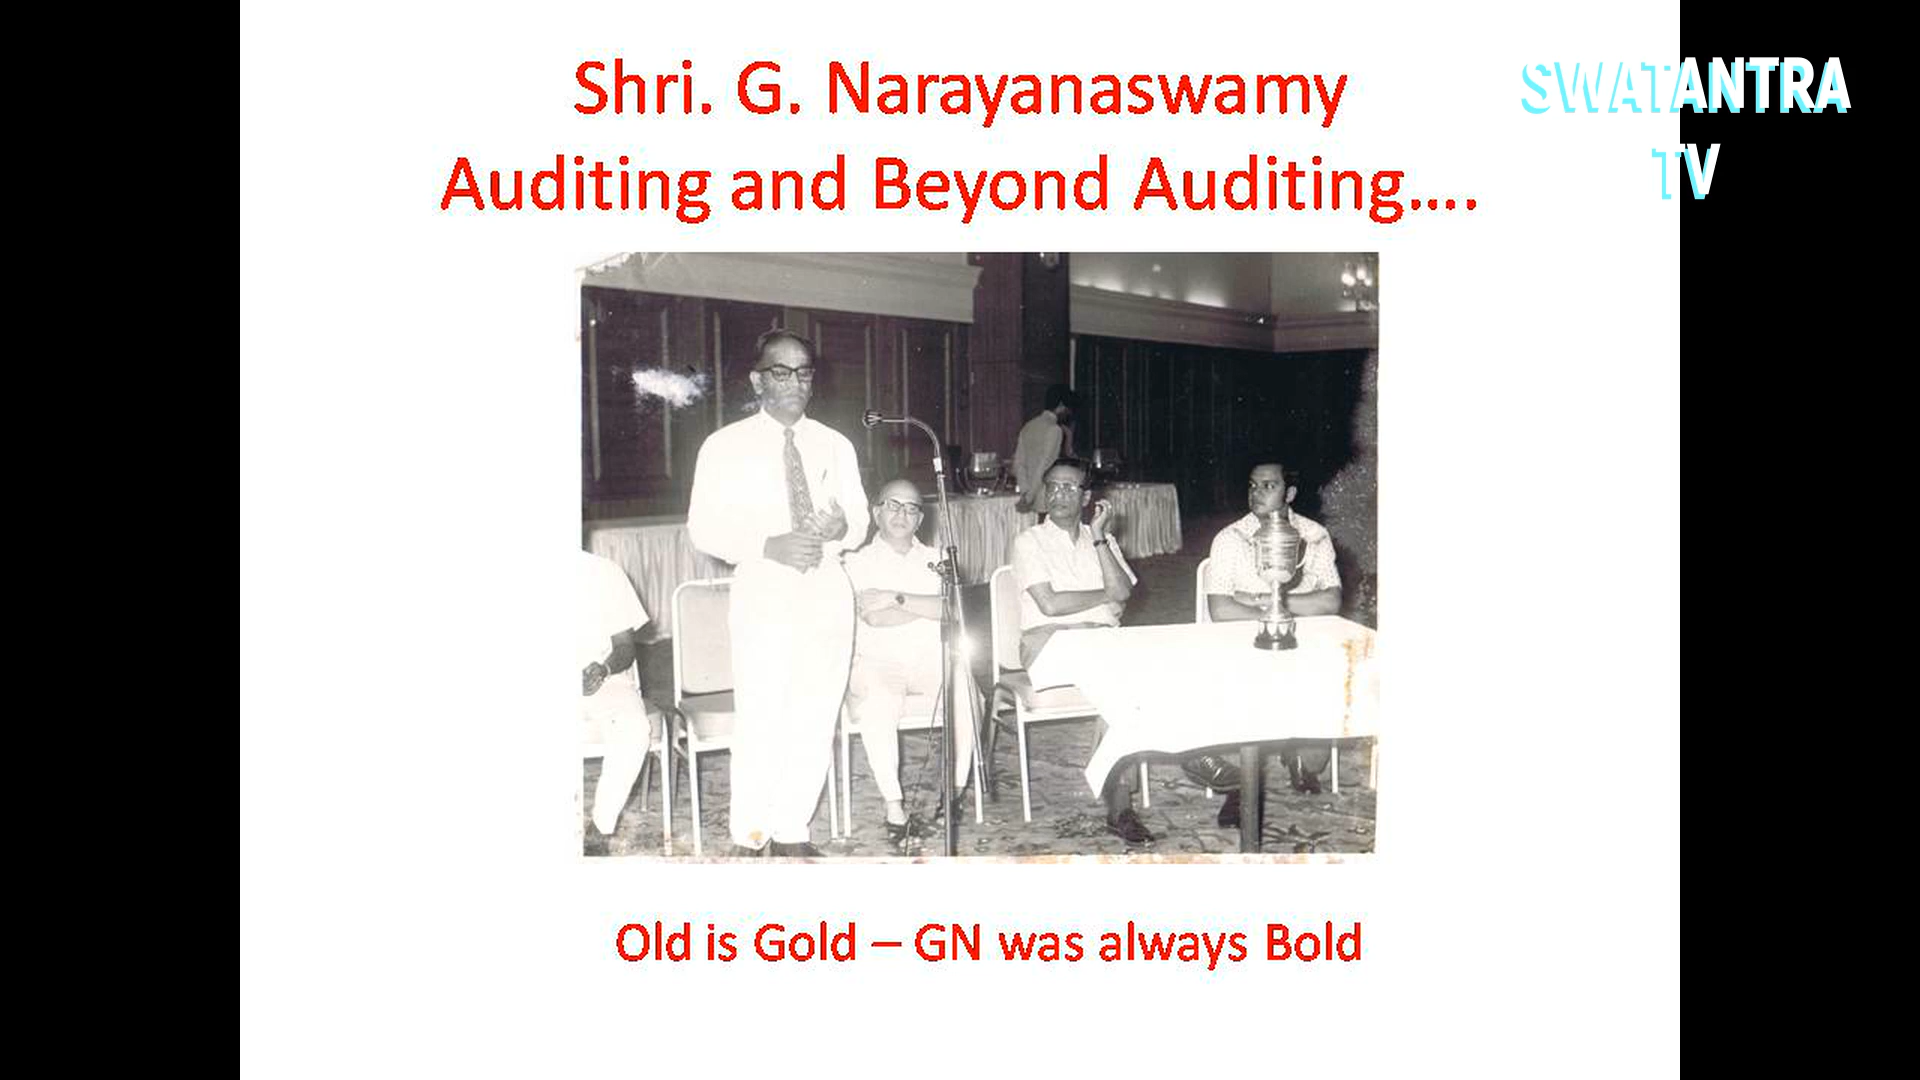 Shri. G. Narayanaswamy
Auditing and Beyond Auditing....
SWATANTRA
TV
Old is Gold – GN was always Bold